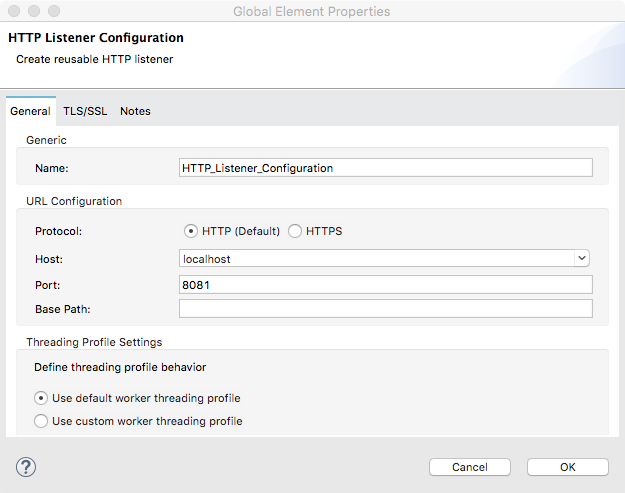 Global Element Properties
HTTP Listener Configuration
Create reusable HTTP listener
General TLS/SSL Notes
Generic
Name: HTTP_Listener_Configuration
URL Configuration
Protocol: HTTP (Default) HTTPS
Host: localhost
Port: 8081
Base Path:
Threading Profile Settings
Define threading profile behavior
Use default worker threading profile
Use custom worker threading profile
? Cancel OK